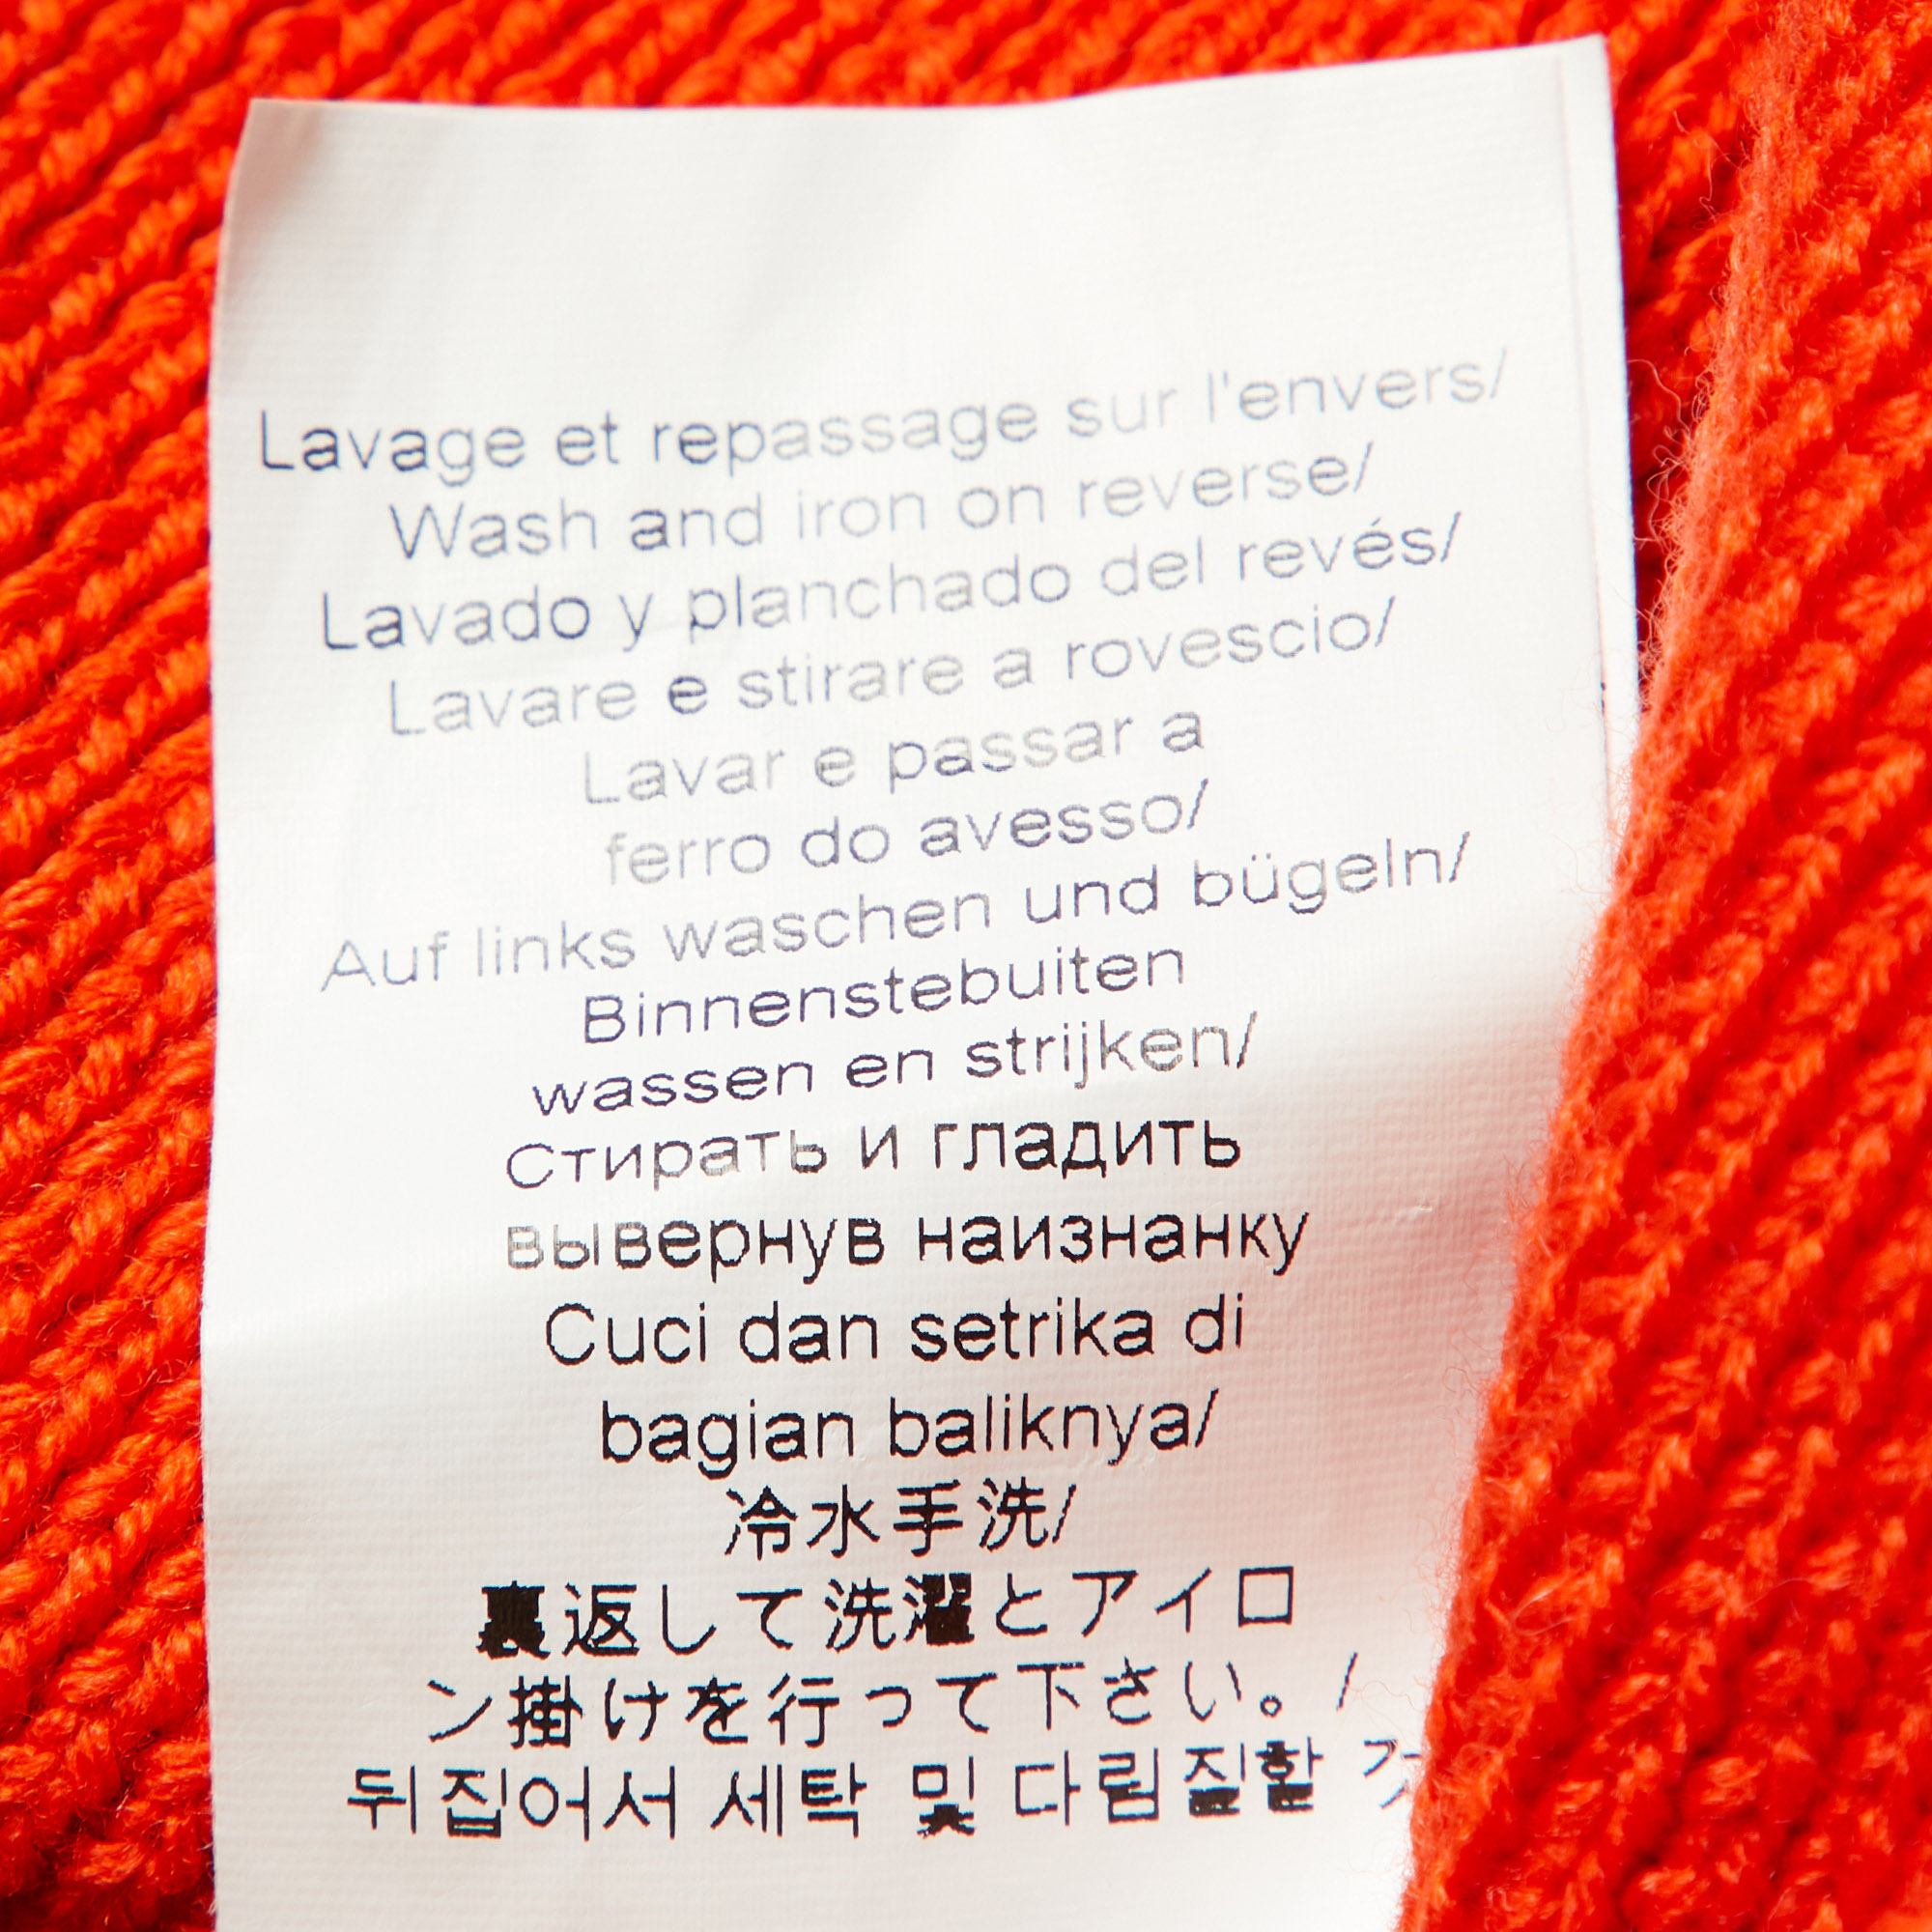 Lavage et repassage sur l'envers/
Wash and iron on reverse/
Lavado y planchado del revés/
Lavare e stirare a rovescio/
Lavar e passar a
ferro do avesso/
Auf links waschen und bügeln/
Binnenstebuiten
wassen en strijken/
Стирать и гладить
вывернув наизнанку
Cuci dan setrika di
bagian baliknya/
冷水手洗/
裏返して洗濯とアイロ
ン掛けを行って下さい。/
뒤집어서 세탁 및 다림질할